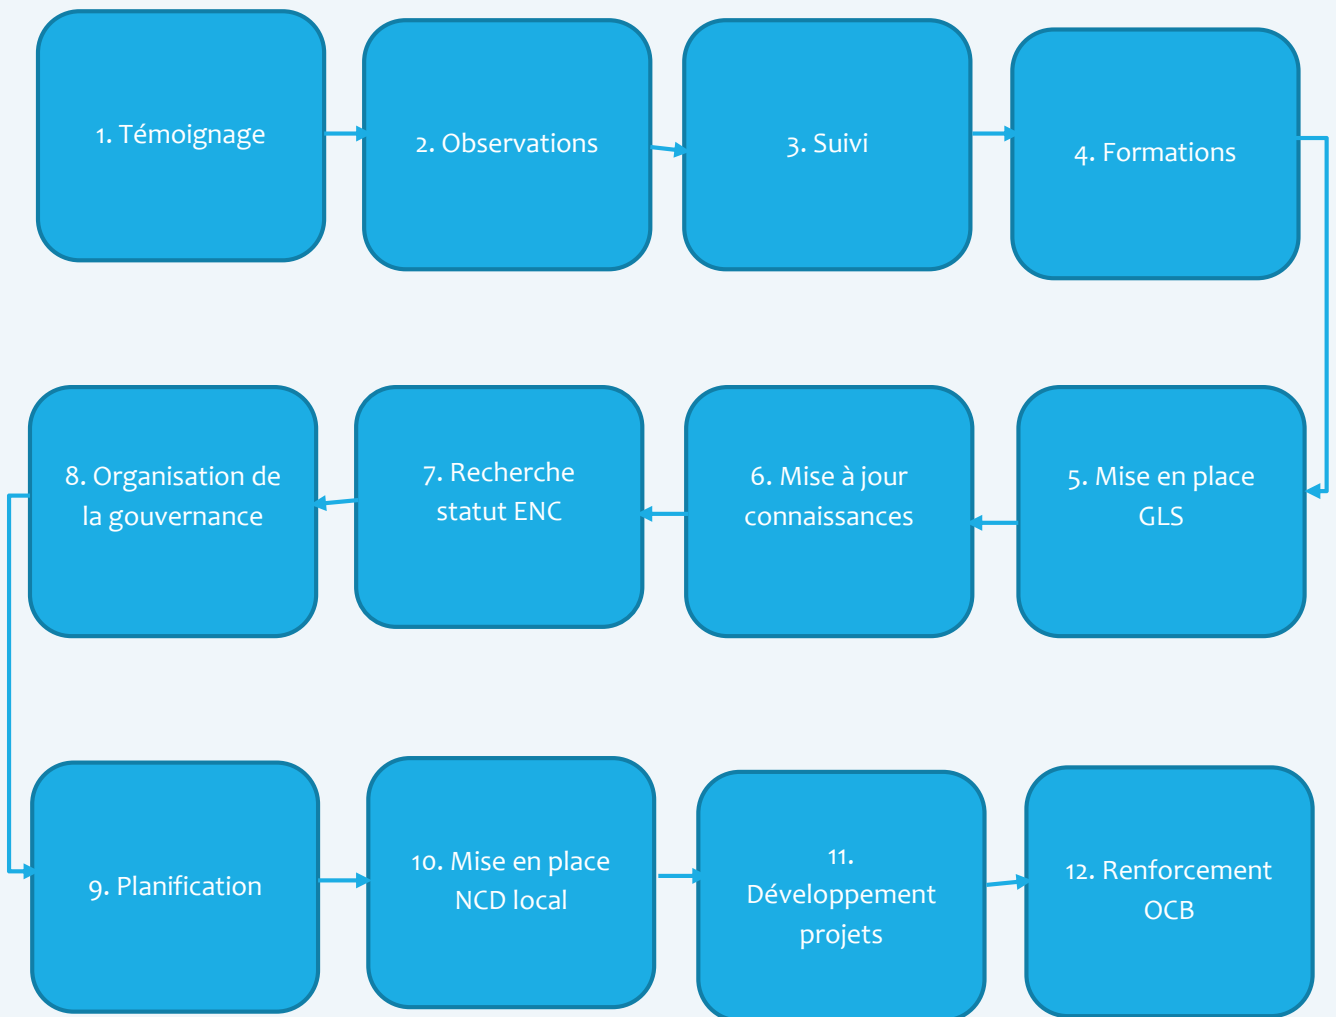 1. Témoignage
2. Observations
3. Suivi
4. Formations
5. Mise en place
GLS
6. Mise à jour
connaissances
7. Recherche
statut ENC
8. Organisation de
la gouvernance
9. Planification
10. Mise en place
NCD local
11.
Développement
projets
12. Renforcement
OCB